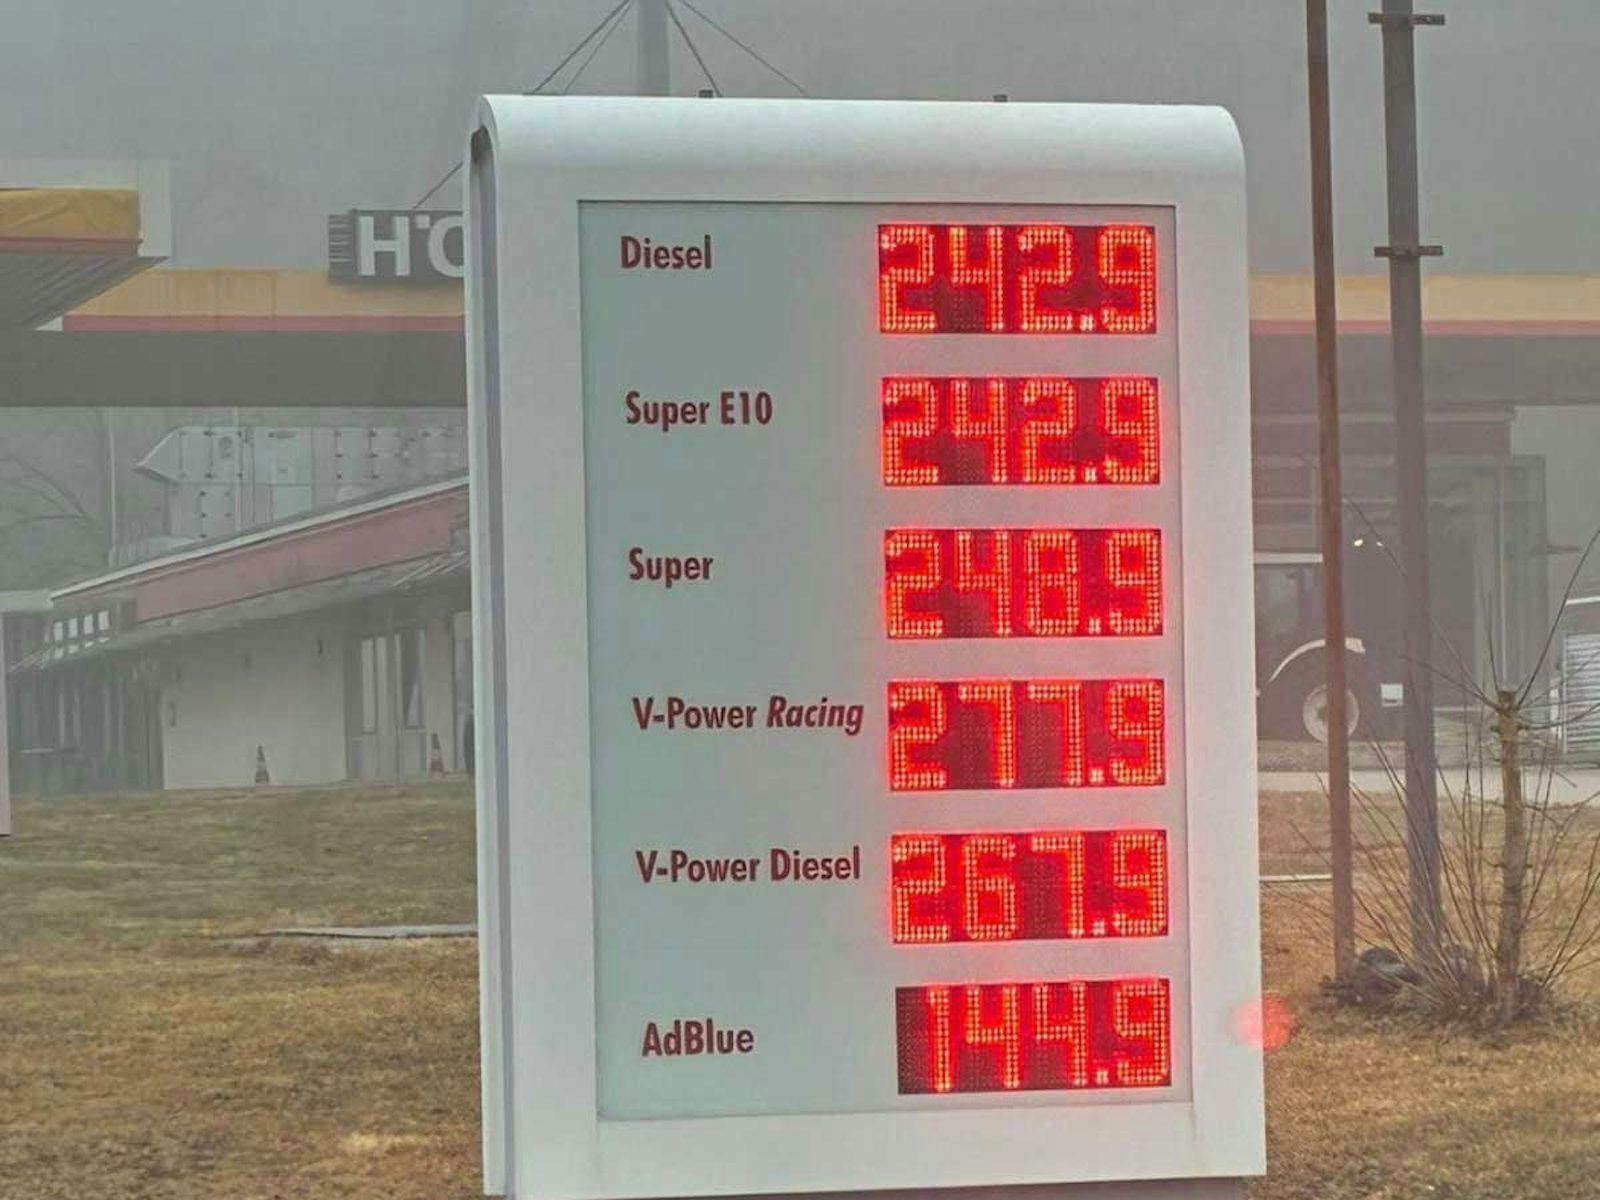 H
Diesel 242.9
Super E10 242.9
Super 248.9
V-Power Racing 277.9
V-Power Diesel 267.9
AdBlue 144.9